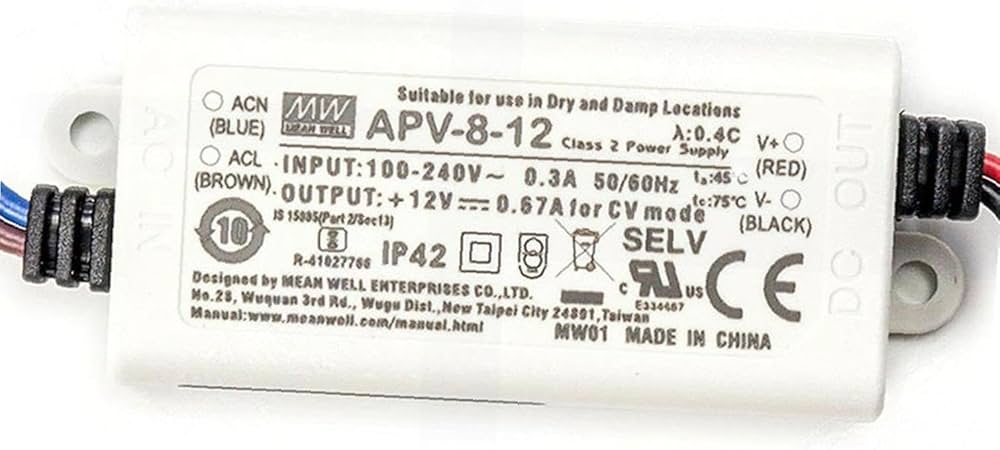 Suitable for use in Dry and Damp Locations
ACN
(BLUE)
MW
MEAN WELL
APV-8-12
Class 2 Power Supply
λ:0.4C
V+
(RED)
ACL
(BROWN)
INPUT:100-240V~ 0.3A 50/60Hz
ta:45℃
OUTPUT:+12V⎓0.67A for CV mode
tc:75℃
V-
(BLACK)
AC IN
DC OUT
10
IS 15885(Part 2/Sec13)
R-41027766
IP42
SELV
c UL us
E334687
CE
Designed by MEAN WELL ENTERPRISES CO.,LTD.
No.28, Wuquan 3rd Rd., Wugu Dist., New Taipei City 24891, Taiwan
Manual:www.meanwell.com/manual.html
MW01 MADE IN CHINA